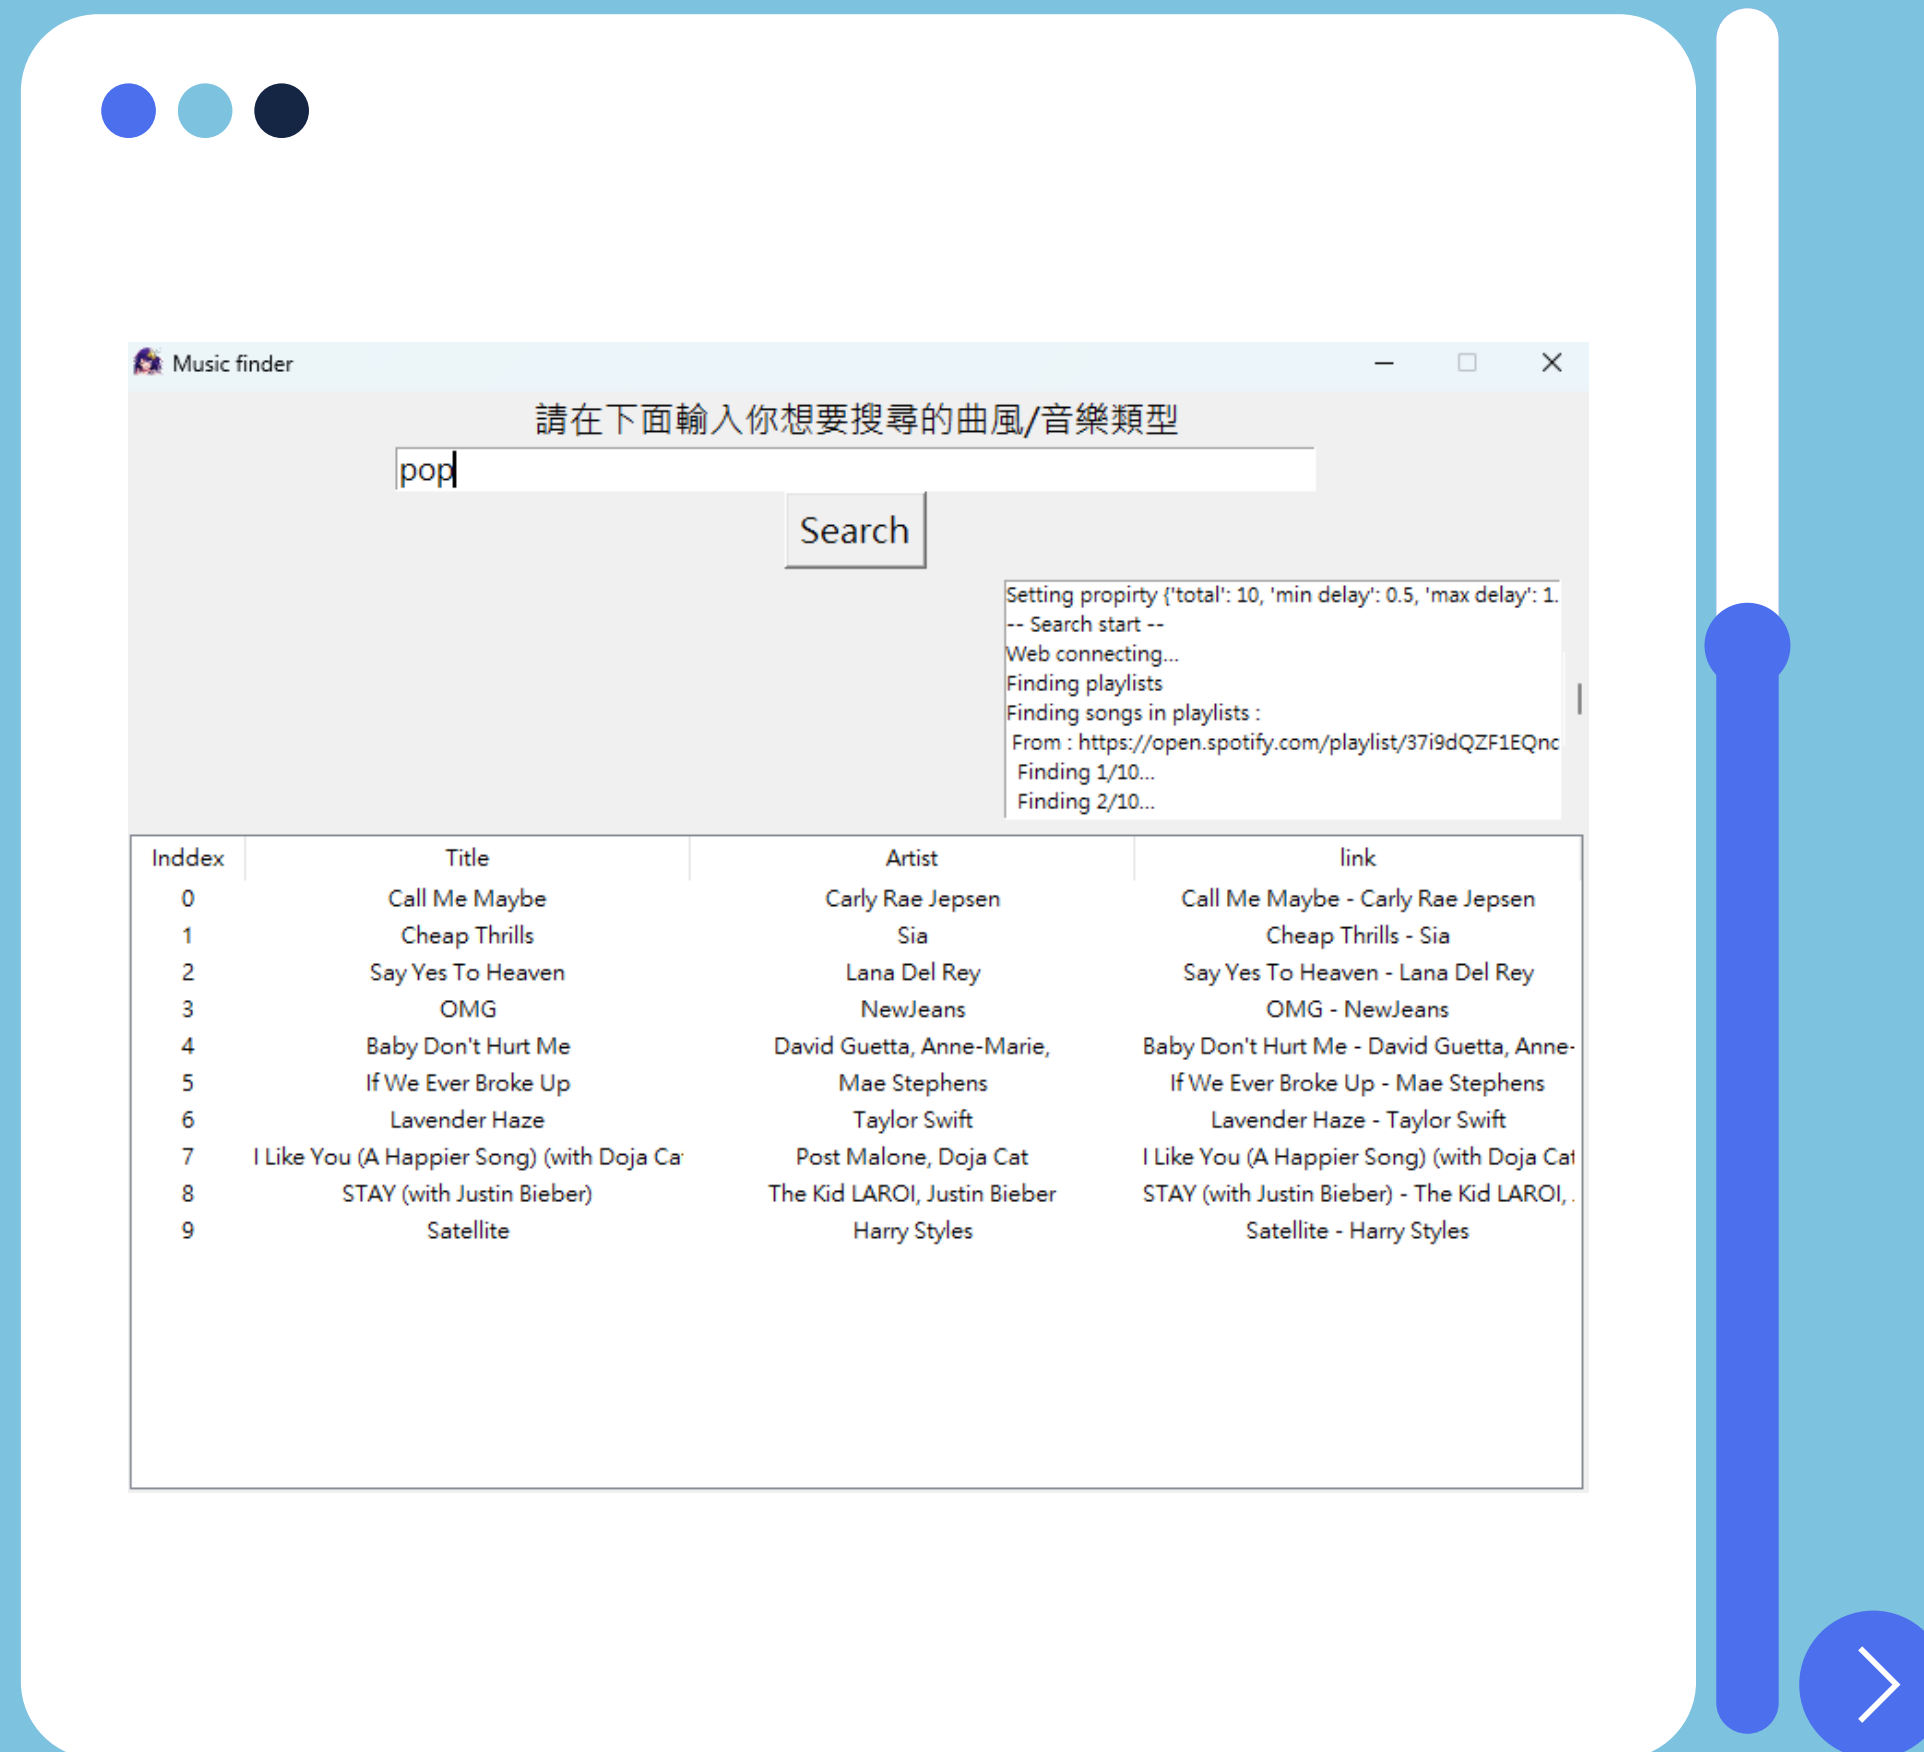 Music finder
請在下面輸入你想要搜尋的曲風/音樂類型
pop
Search
Setting propirty {'total': 10, 'min delay': 0.5, 'max delay': 1.
-- Search start --
Web connecting...
Finding playlists
Finding songs in playlists :
From : https://open.spotify.com/playlist/37i9dQZF1EQnc
Finding 1/10...
Finding 2/10...
Inddex Title Artist link
0 Call Me Maybe Carly Rae Jepsen Call Me Maybe - Carly Rae Jepsen
1 Cheap Thrills Sia Cheap Thrills - Sia
2 Say Yes To Heaven Lana Del Rey Say Yes To Heaven - Lana Del Rey
3 OMG NewJeans OMG - NewJeans
4 Baby Don't Hurt Me David Guetta, Anne-Marie, Baby Don't Hurt Me - David Guetta, Anne-
5 If We Ever Broke Up Mae Stephens If We Ever Broke Up - Mae Stephens
6 Lavender Haze Taylor Swift Lavender Haze - Taylor Swift
7 I Like You (A Happier Song) (with Doja Ca Post Malone, Doja Cat I Like You (A Happier Song) (with Doja Cat
8 STAY (with Justin Bieber) The Kid LAROI, Justin Bieber STAY (with Justin Bieber) - The Kid LAROI, .
9 Satellite Harry Styles Satellite - Harry Styles